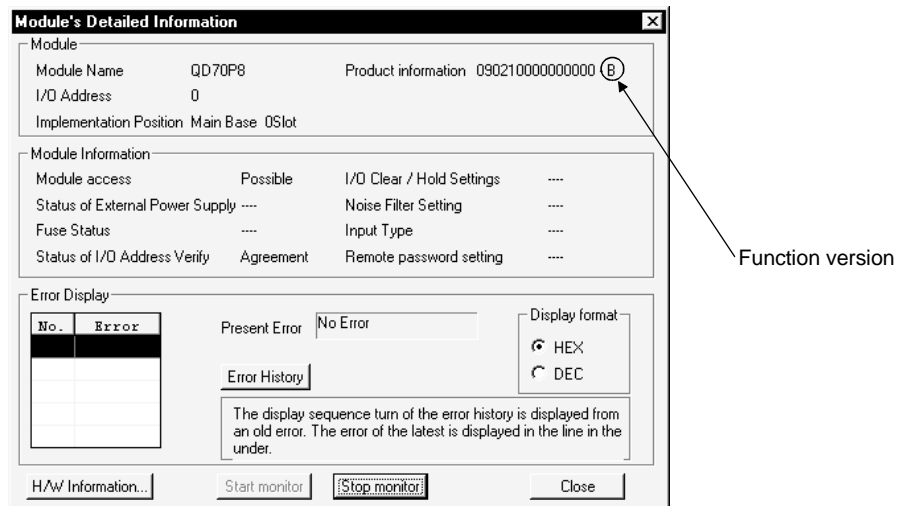 Module's Detailed Information
Module
Module Name QD70P8 Product information 090210000000000 - B
I/O Address 0
Implementation Position Main Base 0Slot
Module Information
Module access Possible I/O Clear / Hold Settings ----
Status of External Power Supply ---- Noise Filter Setting ----
Fuse Status ---- Input Type ----
Status of I/O Address Verify Agreement Remote password setting ----
Function version
Error Display
No. Error
Present Error No Error
Display format
HEX
DEC
Error History
The display sequence turn of the error history is displayed from
an old error. The error of the latest is displayed in the line in the
under.
H/W Information... Start monitor Stop monitor Close